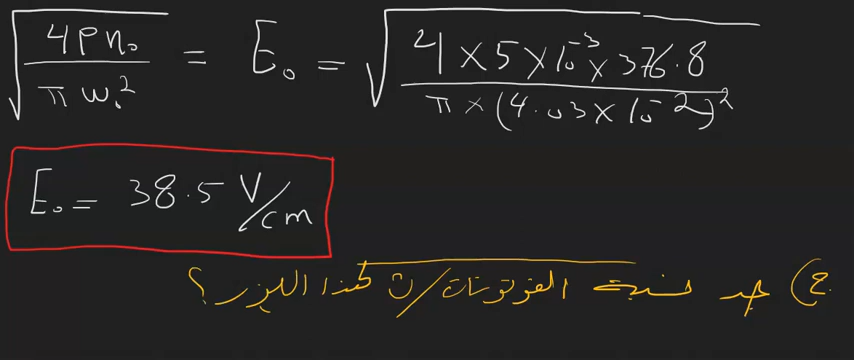 √(4Pη₀ / πw₀²) = E₀ = √(4 × 5 × 10⁻³ × 376.8 / π × (4.03 × 10⁻²)²)
E₀ = 38.5 V/cm
ج) جد نسبة الفوتونات/ن لهذا الليزر؟